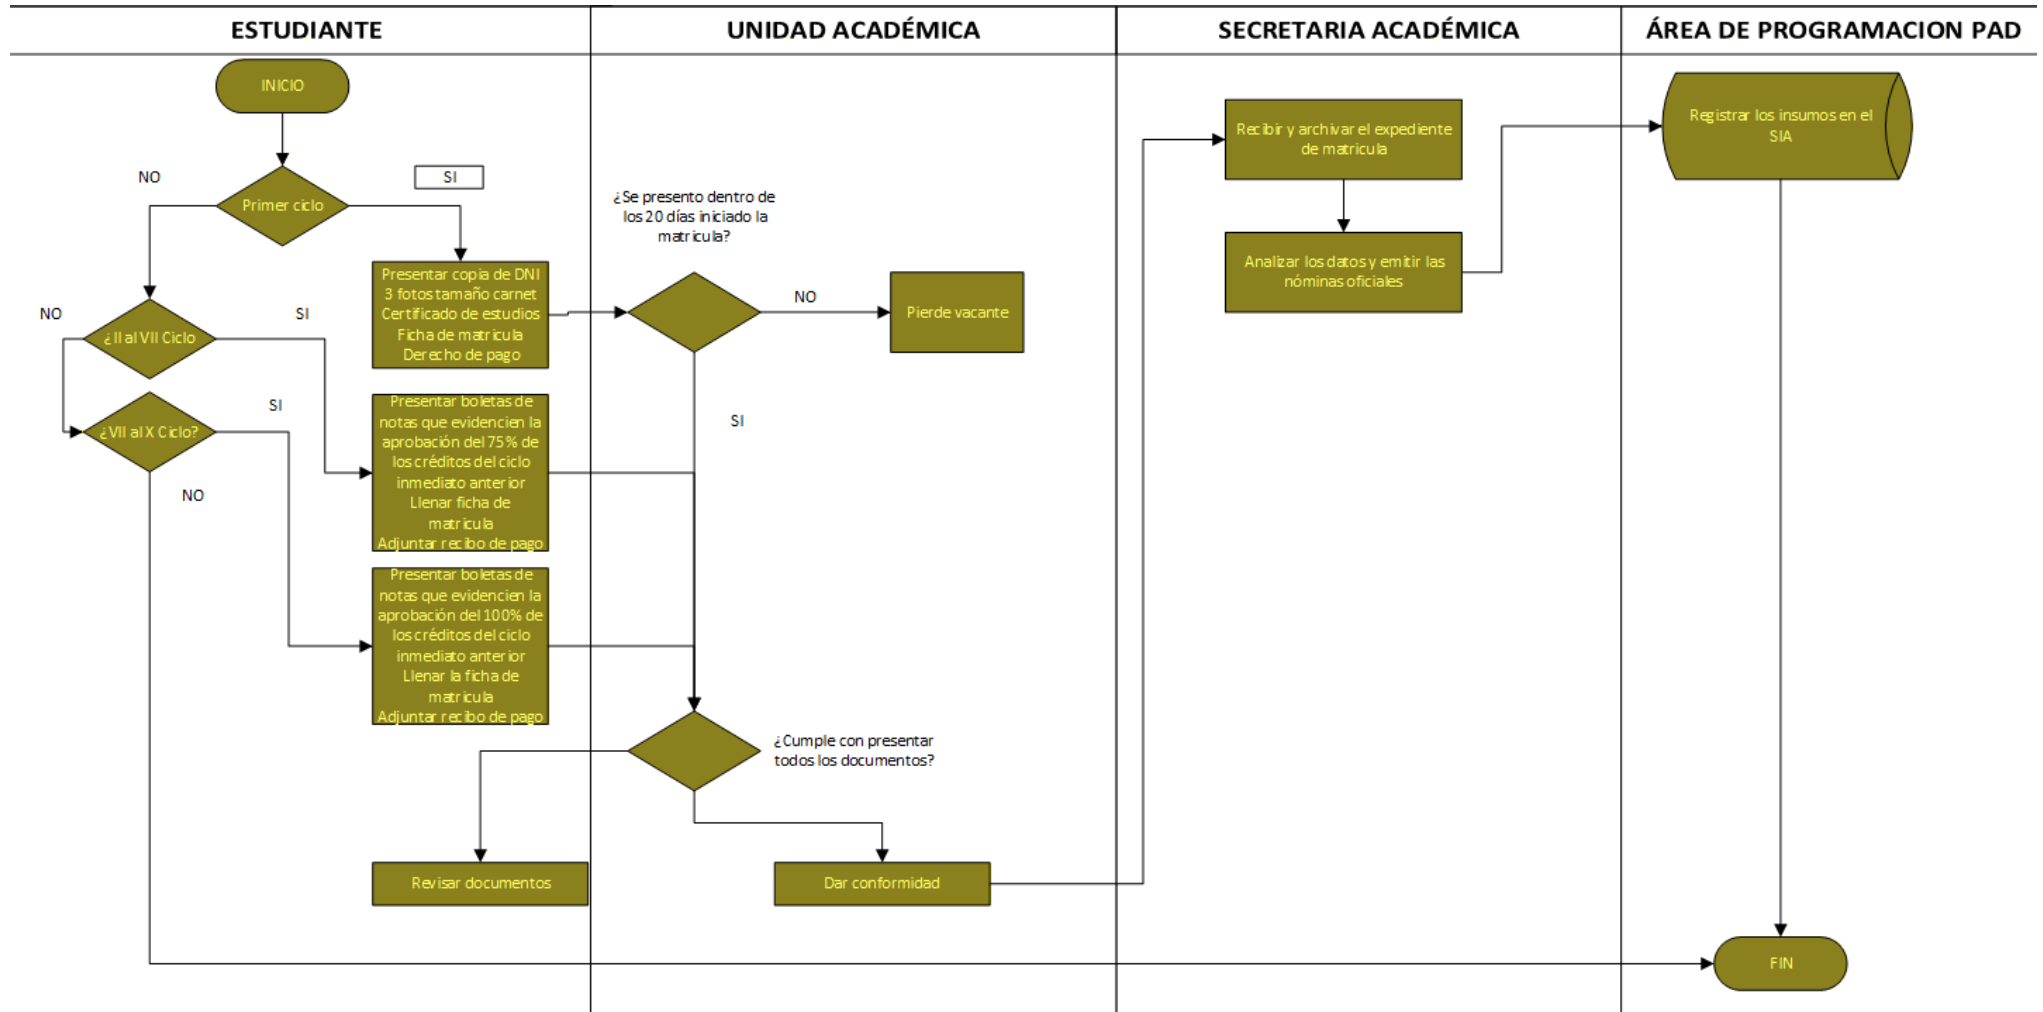 ESTUDIANTE
UNIDAD ACADÉMICA
SECRETARIA ACADÉMICA
ÁREA DE PROGRAMACION PAD
INICIO
NO
SI
Primer ciclo
Presentar copia de DNI
3 fotos tamaño carnet
Certificado de estudios
Ficha de matricula
Derecho de pago
NO
¿II al VII Ciclo
SI
¿VII al X Ciclo?
SI
NO
Presentar boletas de
notas que evidencien la
aprobación del 75% de
los créditos del ciclo
inmediato anterior
Llenar ficha de
matricula
Adjuntar recibo de pago
Presentar boletas de
notas que evidencien la
aprobación del 100% de
los créditos del ciclo
inmediato anterior
Llenar la ficha de
matricula
Adjuntar recibo de pago
Revisar documentos
¿Se presento dentro de
los 20 días iniciado la
matricula?
NO
Pierde vacante
SI
¿Cumple con presentar
todos los documentos?
Dar conformidad
Recibir y archivar el expediente
de matricula
Analizar los datos y emitir las
nóminas oficiales
Registrar los insumos en el
SIA
FIN